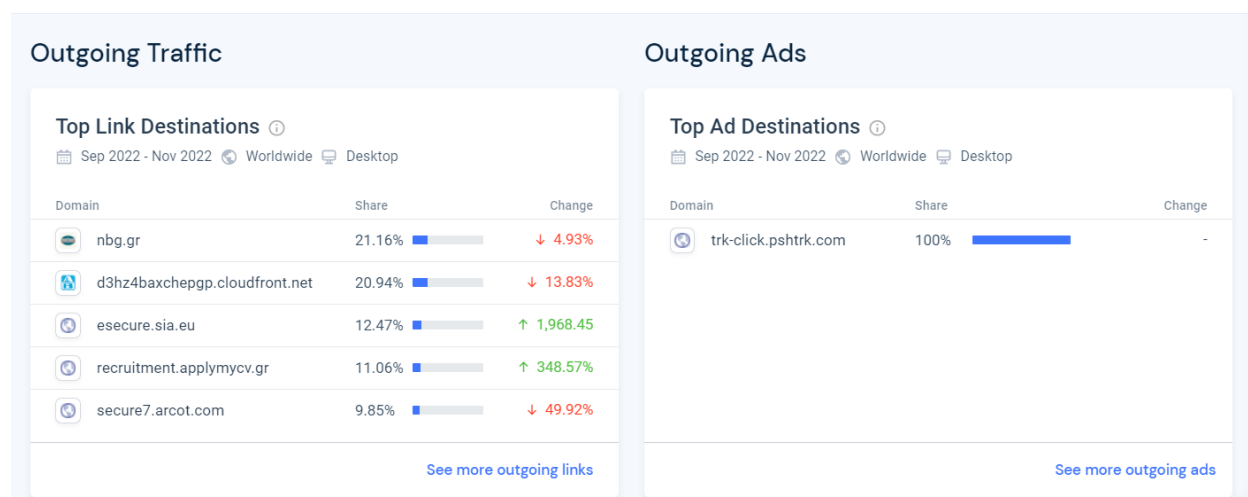 Outgoing Traffic
Top Link Destinations
Sep 2022 - Nov 2022 Worldwide Desktop
Domain Share Change
nbg.gr 21.16% ↓ 4.93%
d3hz4baxchepgp.cloudfront.net 20.94% ↓ 13.83%
esecure.sia.eu 12.47% ↑ 1,968.45
recruitment.applymycv.gr 11.06% ↑ 348.57%
secure7.arcot.com 9.85% ↓ 49.92%
See more outgoing links
Outgoing Ads
Top Ad Destinations
Sep 2022 - Nov 2022 Worldwide Desktop
Domain Share Change
trk-click.pshtrk.com 100% -
See more outgoing ads